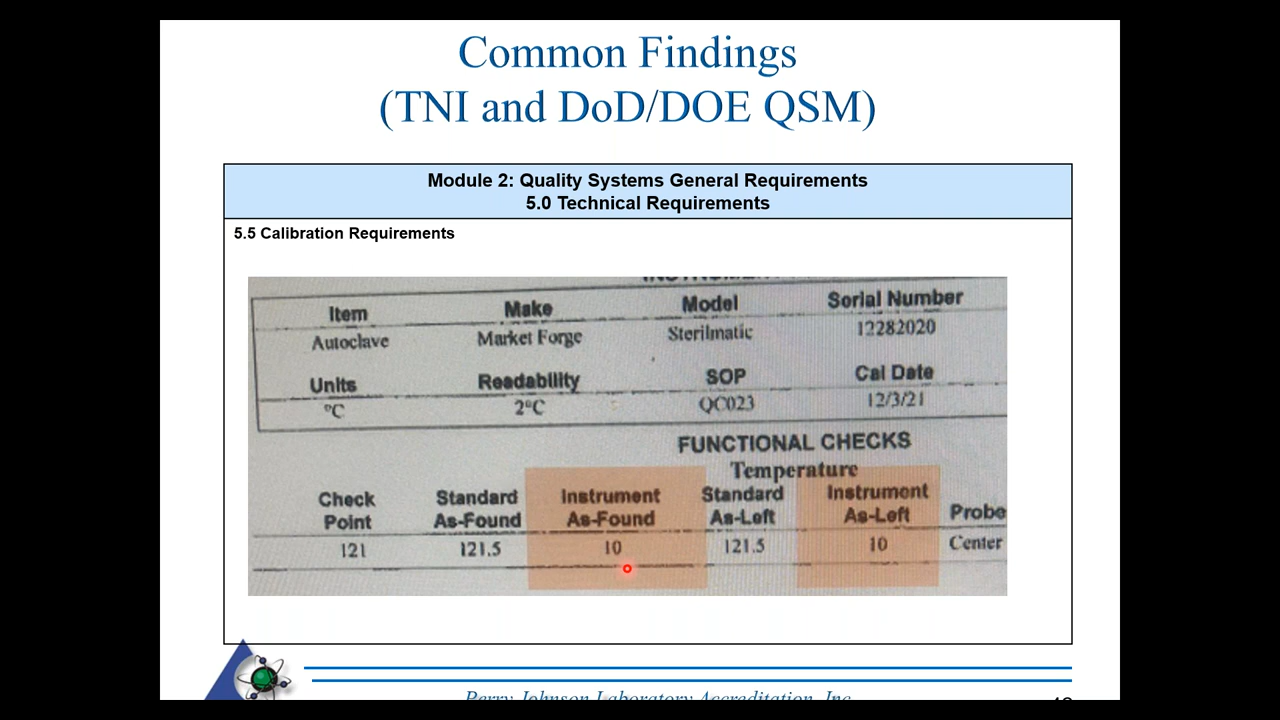 Common Findings
(TNI and DoD/DOE QSM)
Module 2: Quality Systems General Requirements
5.0 Technical Requirements
5.5 Calibration Requirements
Item Make Model Serial Number
Autoclave Market Forge Sterilmatic 12282020
Units Readability SOP Cal Date
°C 2°C QC023 12/3/21
FUNCTIONAL CHECKS
Temperature
Check Standard Instrument Standard Instrument
Point As-Found As-Found As-Left As-Left Probe
121 121.5 10 121.5 10 Center
Perry Johnson Laboratory Accreditation, Inc